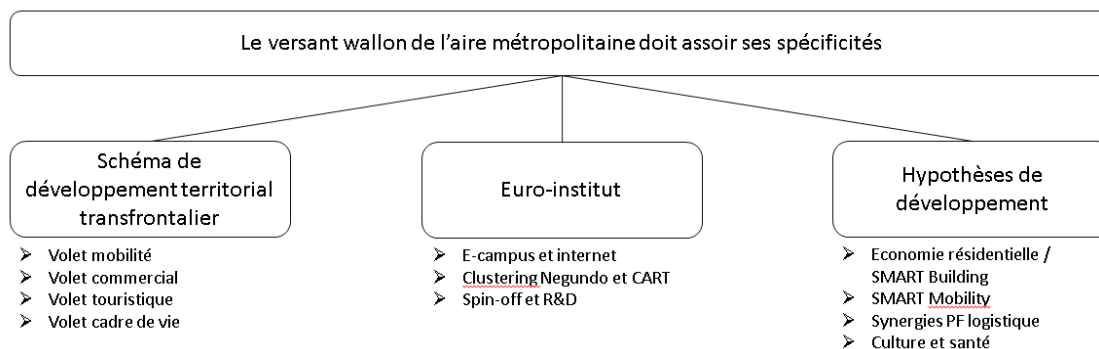 Le versant wallon de l'aire métropolitaine doit assoir ses spécificités
Schéma de
développement territorial
transfrontalier
Volet mobilité
Volet commercial
Volet touristique
Volet cadre de vie
Euro-institut
E-campus et internet
Clustering Negundo et CART
Spin-off et R&D
Hypothèses de
développement
Economie résidentielle /
SMART Building
SMART Mobility
Synergies PF logistique
Culture et santé